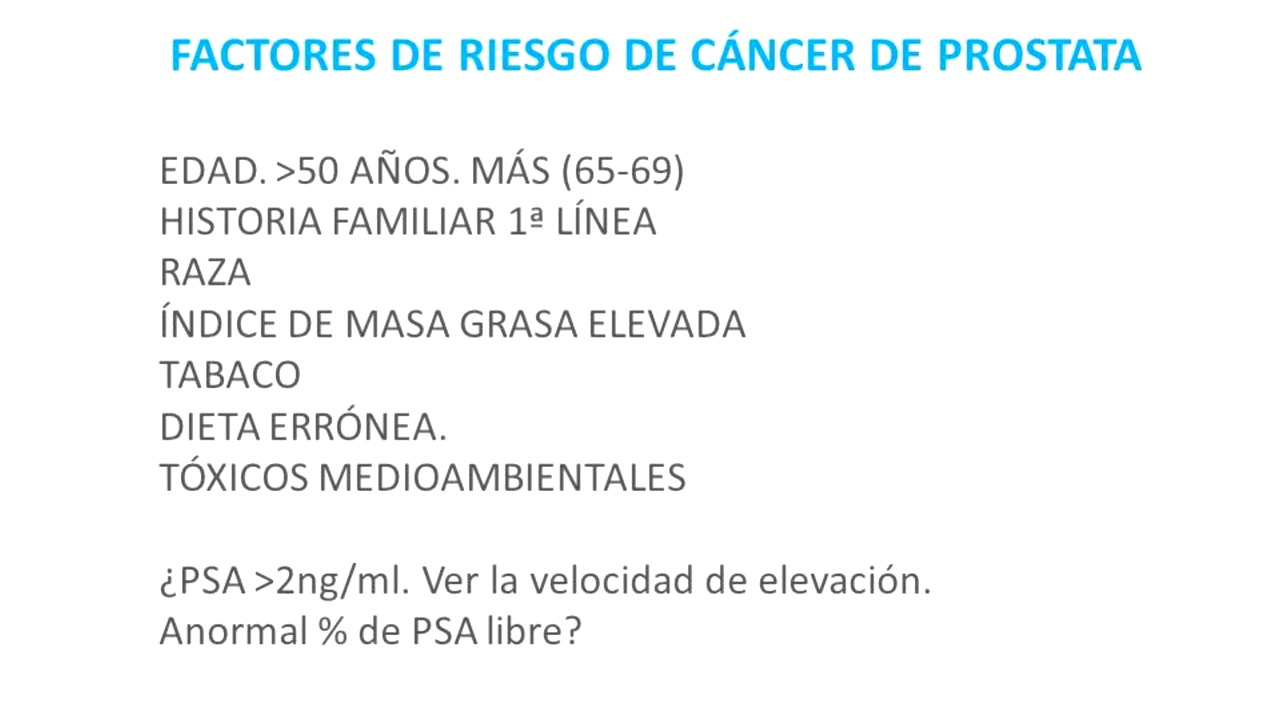 FACTORES DE RIESGO DE CÁNCER DE PROSTATA
EDAD. >50 AÑOS. MÁS (65-69)
HISTORIA FAMILIAR 1ª LÍNEA
RAZA
ÍNDICE DE MASA GRASA ELEVADA
TABACO
DIETA ERRÓNEA.
TÓXICOS MEDIOAMBIENTALES
¿PSA >2ng/ml. Ver la velocidad de elevación.
Anormal % de PSA libre?